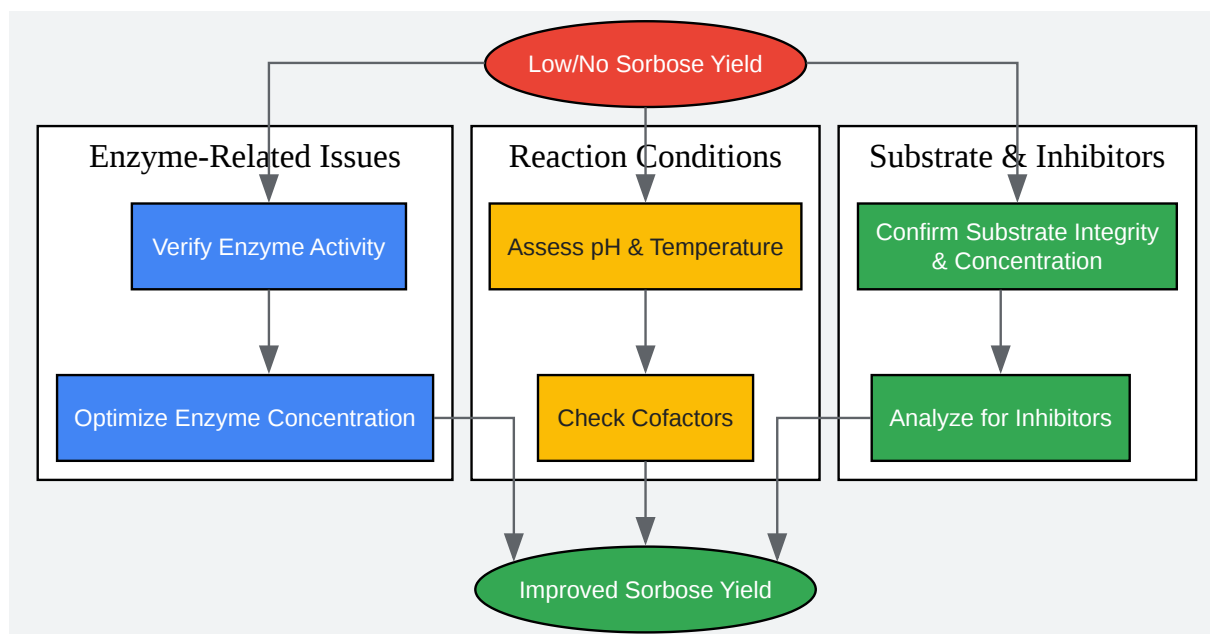 Low/No Sorbose Yield
Enzyme-Related Issues
Verify Enzyme Activity
Optimize Enzyme Concentration
Reaction Conditions
Assess pH & Temperature
Check Cofactors
Substrate & Inhibitors
Confirm Substrate Integrity
& Concentration
Analyze for Inhibitors
Improved Sorbose Yield